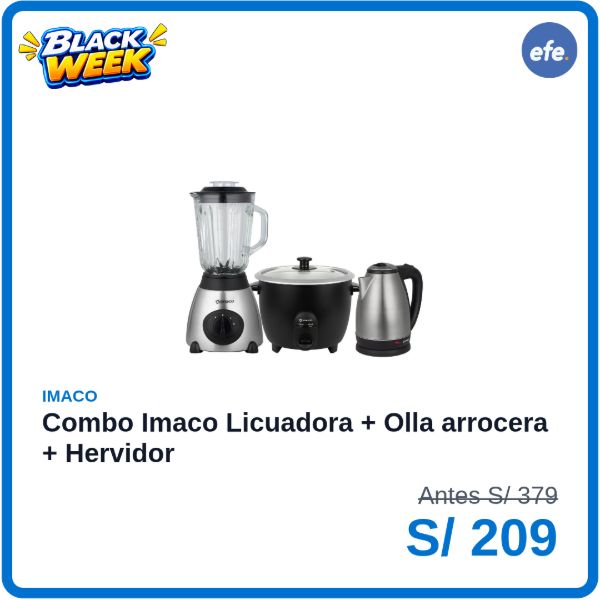 BLACK
WEEK
efe.
IMACO
Combo Imaco Licuadora + Olla arrocera
+ Hervidor
Antes S/ 379
S/ 209